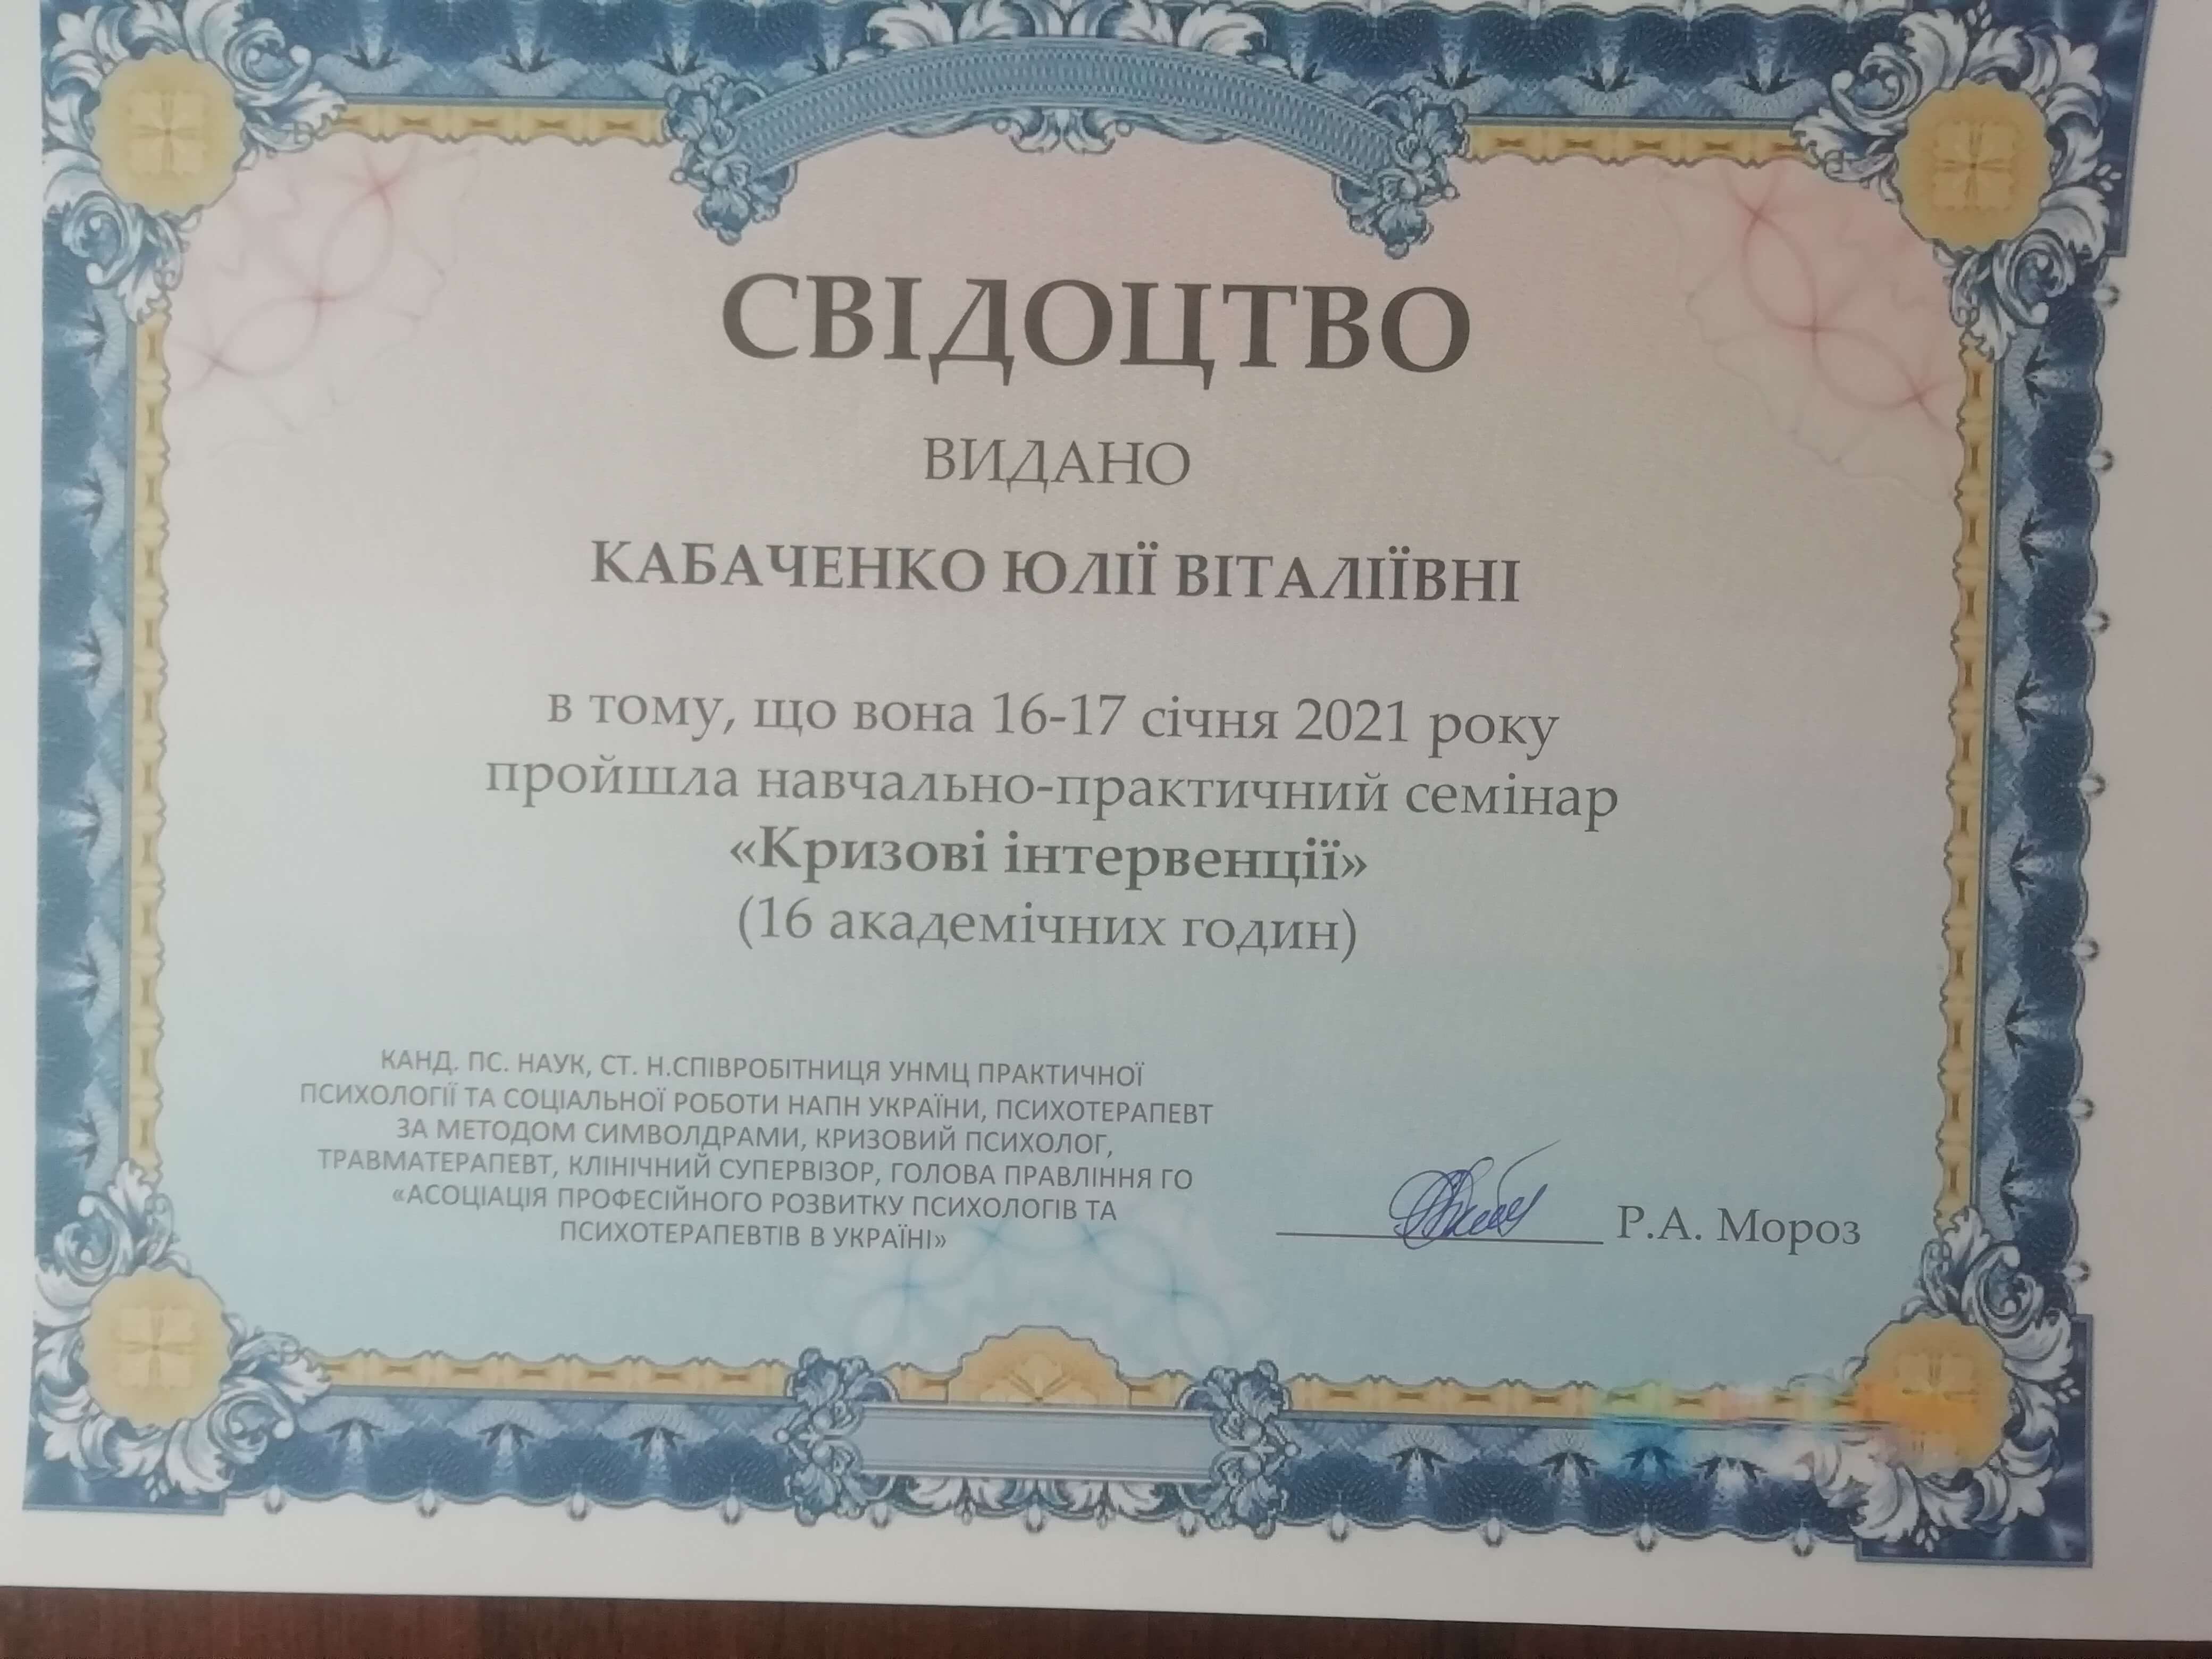 СВІДОЦТВО
ВИДАНО
КАБАЧЕНКО ЮЛІЇ ВІТАЛІЇВНІ
в тому, що вона 16-17 січня 2021 року
пройшла навчально-практичний семінар
«Кризові інтервенції»
(16 академічних годин)
КАНД. ПС. НАУК, СТ. Н.СПІВРОБІТНИЦЯ УНМЦ ПРАКТИЧНОЇ
ПСИХОЛОГІЇ ТА СОЦІАЛЬНОЇ РОБОТИ НАПН УКРАЇНИ, ПСИХОТЕРАПЕВТ
ЗА МЕТОДОМ СИМВОЛДРАМИ, КРИЗОВИЙ ПСИХОЛОГ,
ТРАВМАТЕРАПЕВТ, КЛІНІЧНИЙ СУПЕРВІЗОР, ГОЛОВА ПРАВЛІННЯ ГО
«АСОЦІАЦІЯ ПРОФЕСІЙНОГО РОЗВИТКУ ПСИХОЛОГІВ ТА
ПСИХОТЕРАПЕВТІВ В УКРАЇНІ»
Р.А. Мороз